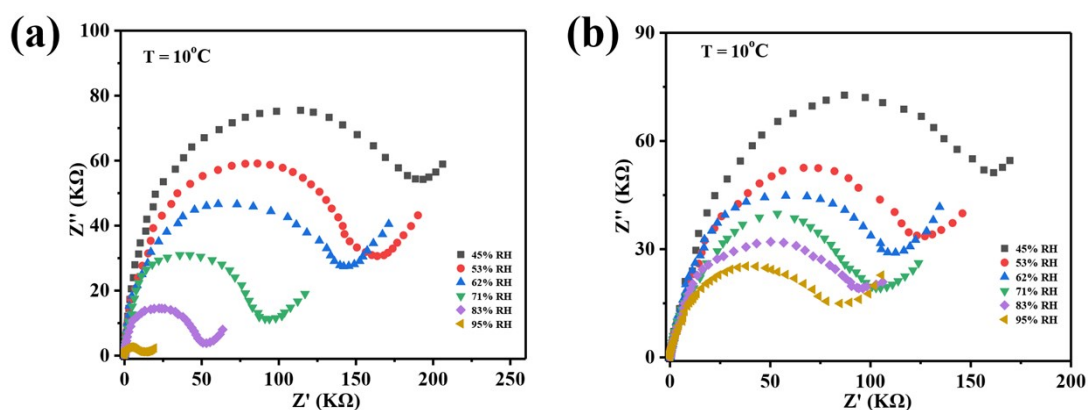 (a)
T = 10°C
100
80
60
40
20
0
Z'' (KΩ)
0 50 100 150 200 250
Z' (KΩ)
45% RH
53% RH
62% RH
71% RH
83% RH
95% RH
(b)
T = 10°C
90
60
30
0
Z'' (KΩ)
0 50 100 150 200
Z' (KΩ)
45% RH
53% RH
62% RH
71% RH
83% RH
95% RH